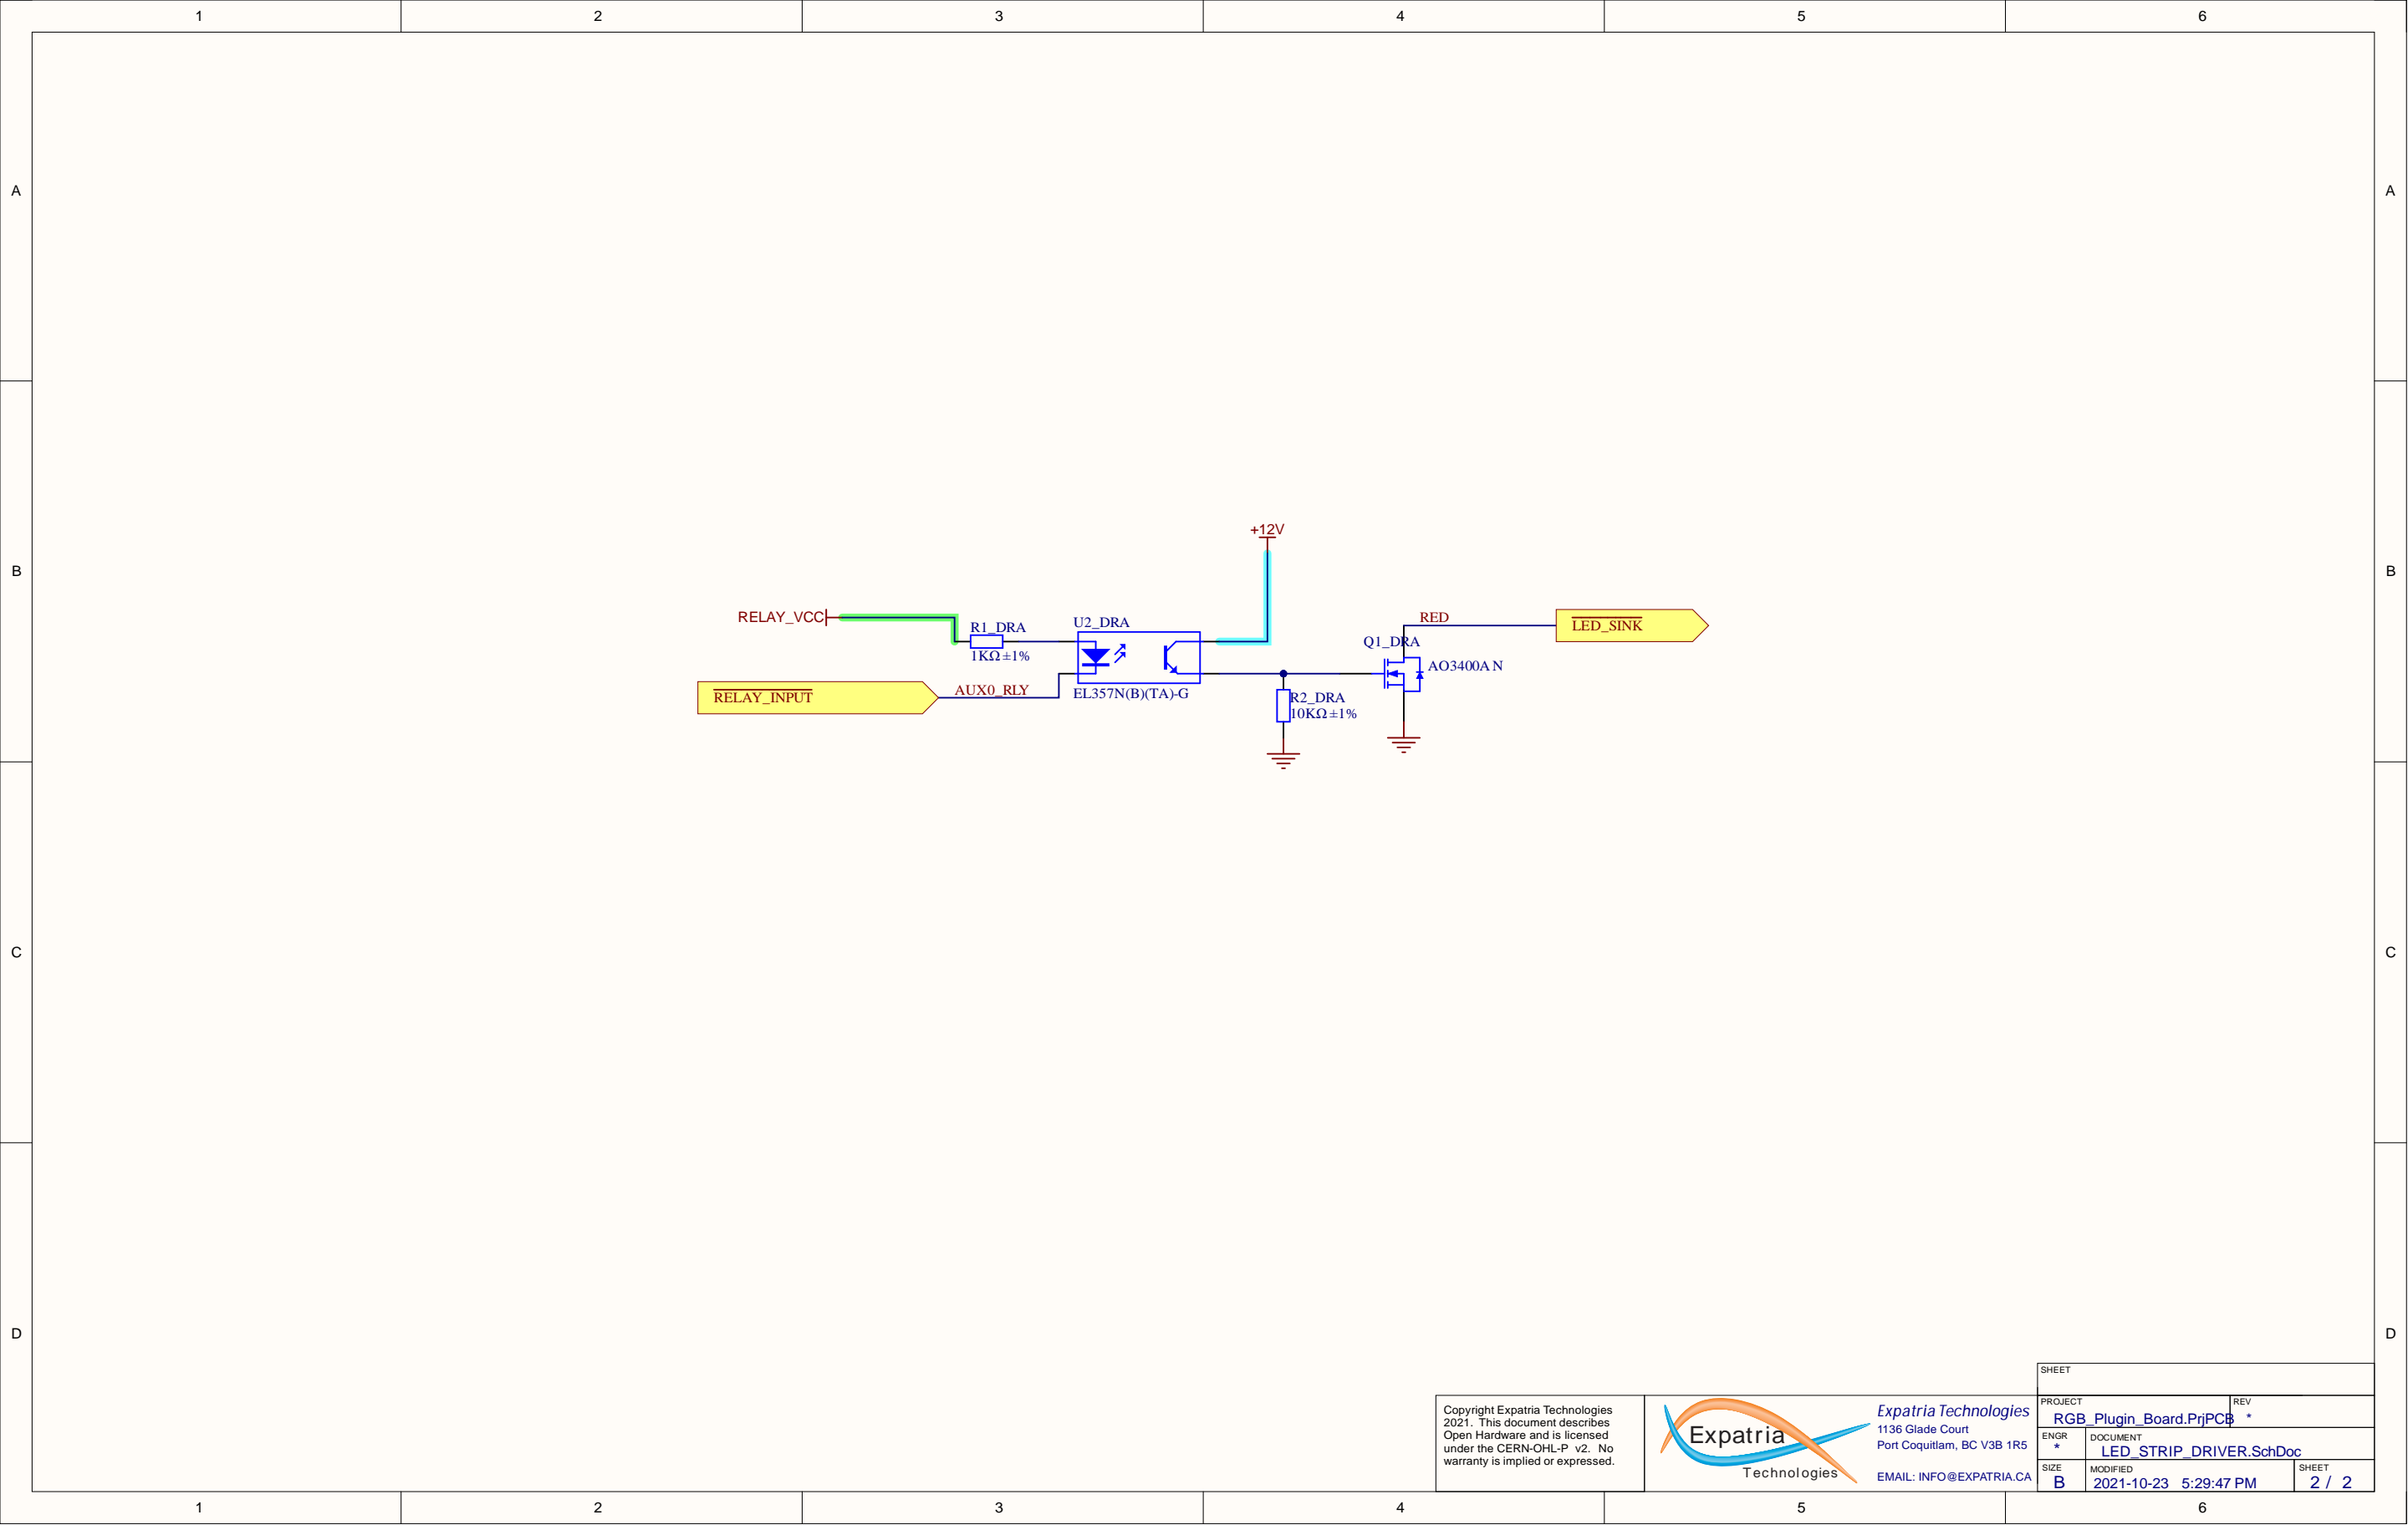 1 2 3 4 5 6
A A
+12V
B B
RELAY_VCC
RED
R1_DRA
U2_DRA
LED_SINK
Q1_DRA
1KΩ±1%
AO3400AN
RELAY_INPUT
AUX0_RLY
EL357N(B)(TA)-G
R2_DRA
10KΩ±1%
C C
D D
SHEET
Copyright Expatria Technologies
2021. This document describes
Open Hardware and is licensed
under the CERN-OHL-P v2. No
warranty is implied or expressed.
Expatria
Technologies
Expatria Technologies
1136 Glade Court
Port Coquitlam, BC V3B 1R5
EMAIL: INFO@EXPATRIA.CA
PROJECT
RGB_Plugin_Board.PrjPCB
REV
*
ENGR
*
DOCUMENT
LED_STRIP_DRIVER.SchDoc
SIZE
B
MODIFIED
2021-10-23 5:29:47 PM
SHEET
2 / 2
1 2 3 4 5 6